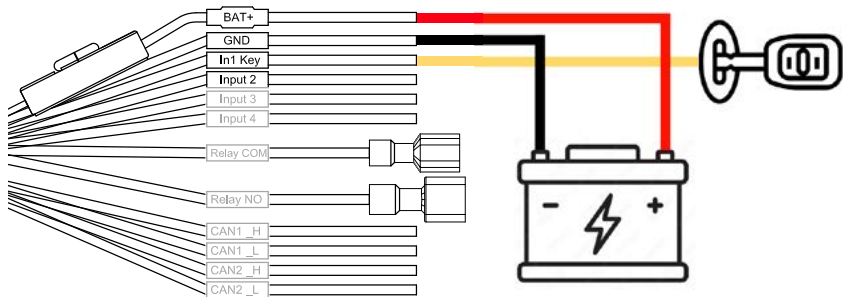 BAT+
GND
In1 Key
Input 2
Input 3
Input 4
Relay COM
Relay NO
CAN1 _H
CAN1 _L
CAN2 _H
CAN2 _L
- +